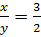 x/y = 3/2